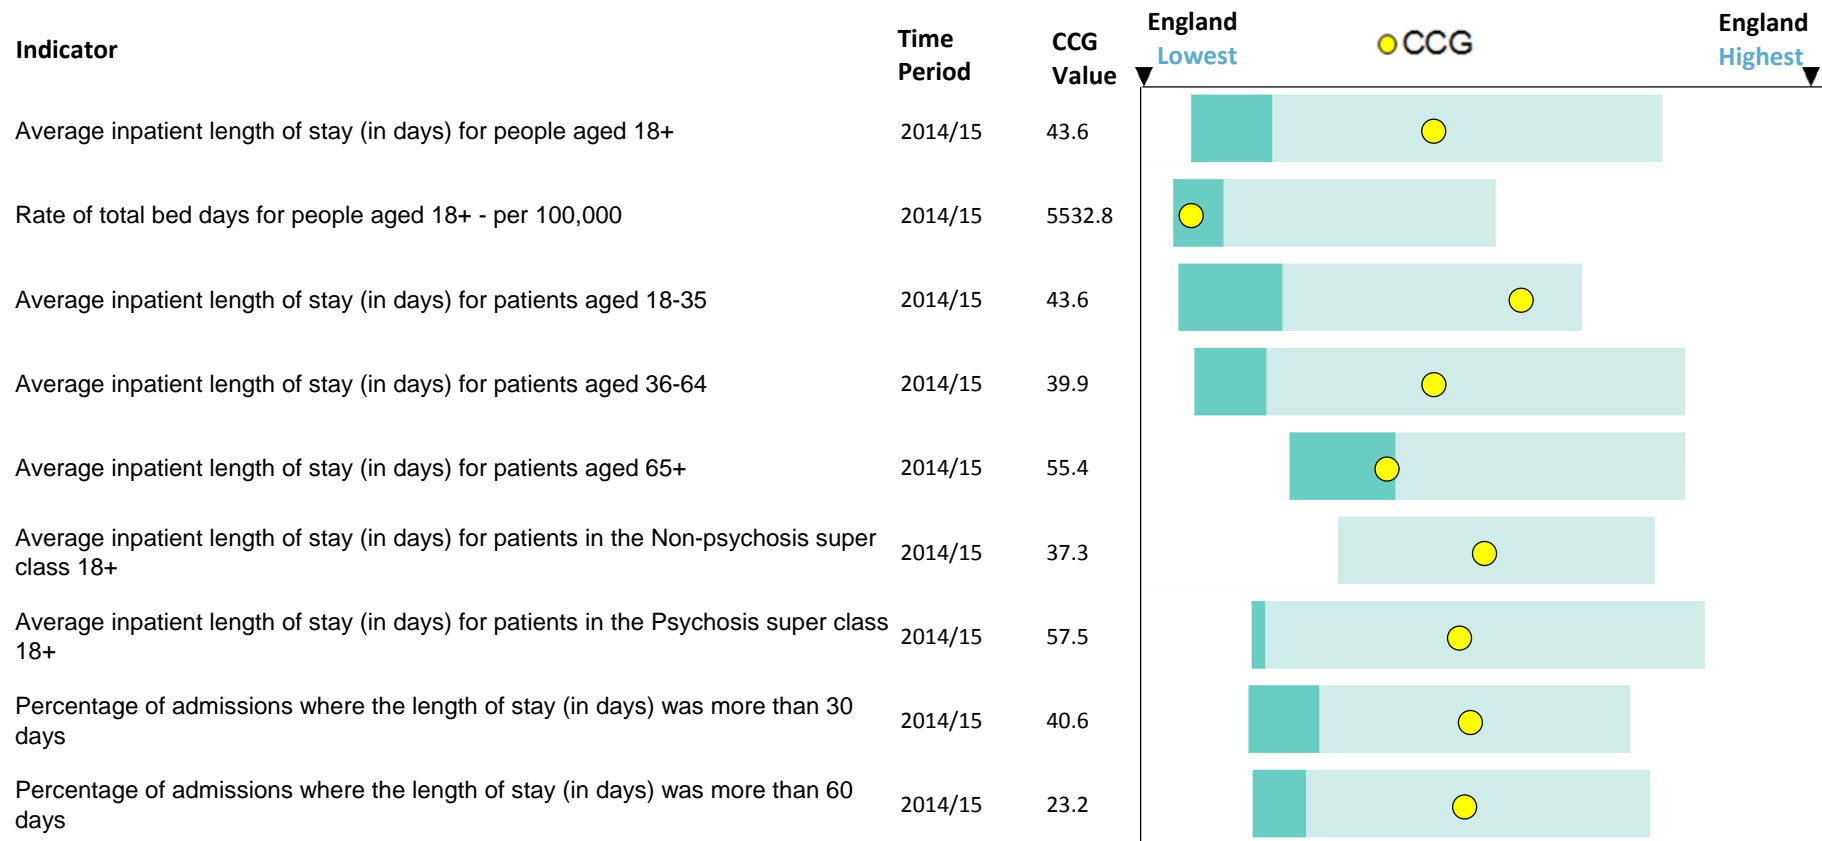 Indicator
Time Period
CCG Value
England Lowest
CCG
England Highest
Average inpatient length of stay (in days) for people aged 18+ 2014/15 43.6
Rate of total bed days for people aged 18+ - per 100,000 2014/15 5532.8
Average inpatient length of stay (in days) for patients aged 18-35 2014/15 43.6
Average inpatient length of stay (in days) for patients aged 36-64 2014/15 39.9
Average inpatient length of stay (in days) for patients aged 65+ 2014/15 55.4
Average inpatient length of stay (in days) for patients in the Non-psychosis super
class 18+ 2014/15 37.3
Average inpatient length of stay (in days) for patients in the Psychosis super class
18+ 2014/15 57.5
Percentage of admissions where the length of stay (in days) was more than 30
days 2014/15 40.6
Percentage of admissions where the length of stay (in days) was more than 60
days 2014/15 23.2